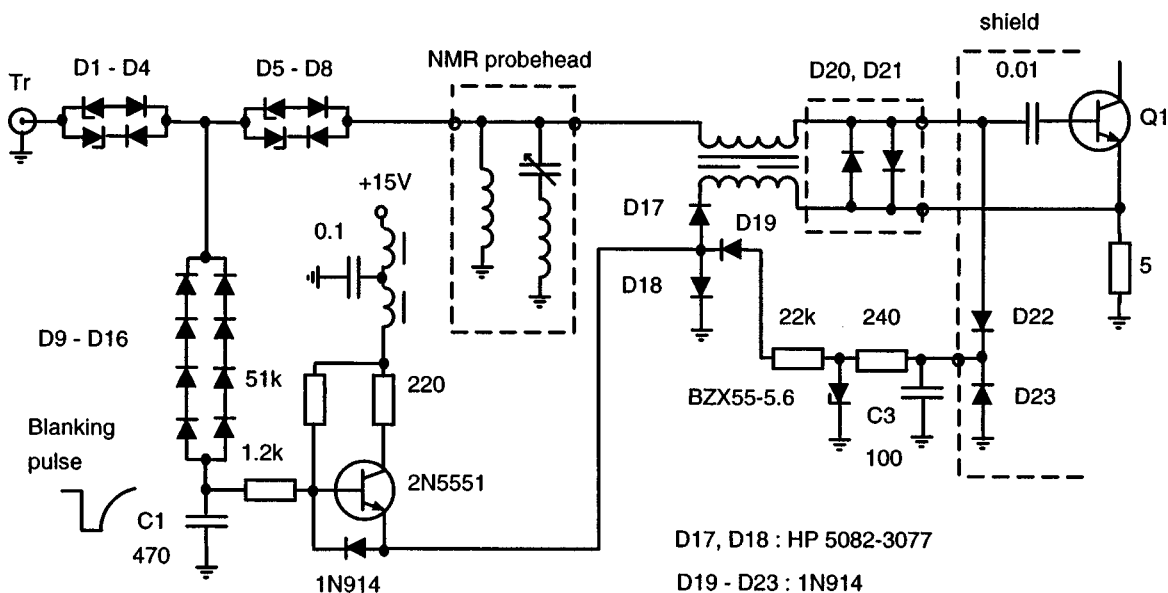 shield
Tr
D1 - D4
D5 - D8
NMR probehead
D20, D21
0.01
Q1
+15V
0.1
D17
D19
D18
5
D9 - D16
51k
220
22k
240
D22
BZX55-5.6
C3
D23
100
Blanking
pulse
1.2k
2N5551
C1
470
1N914
D17, D18 : HP 5082-3077
D19 - D23 : 1N914